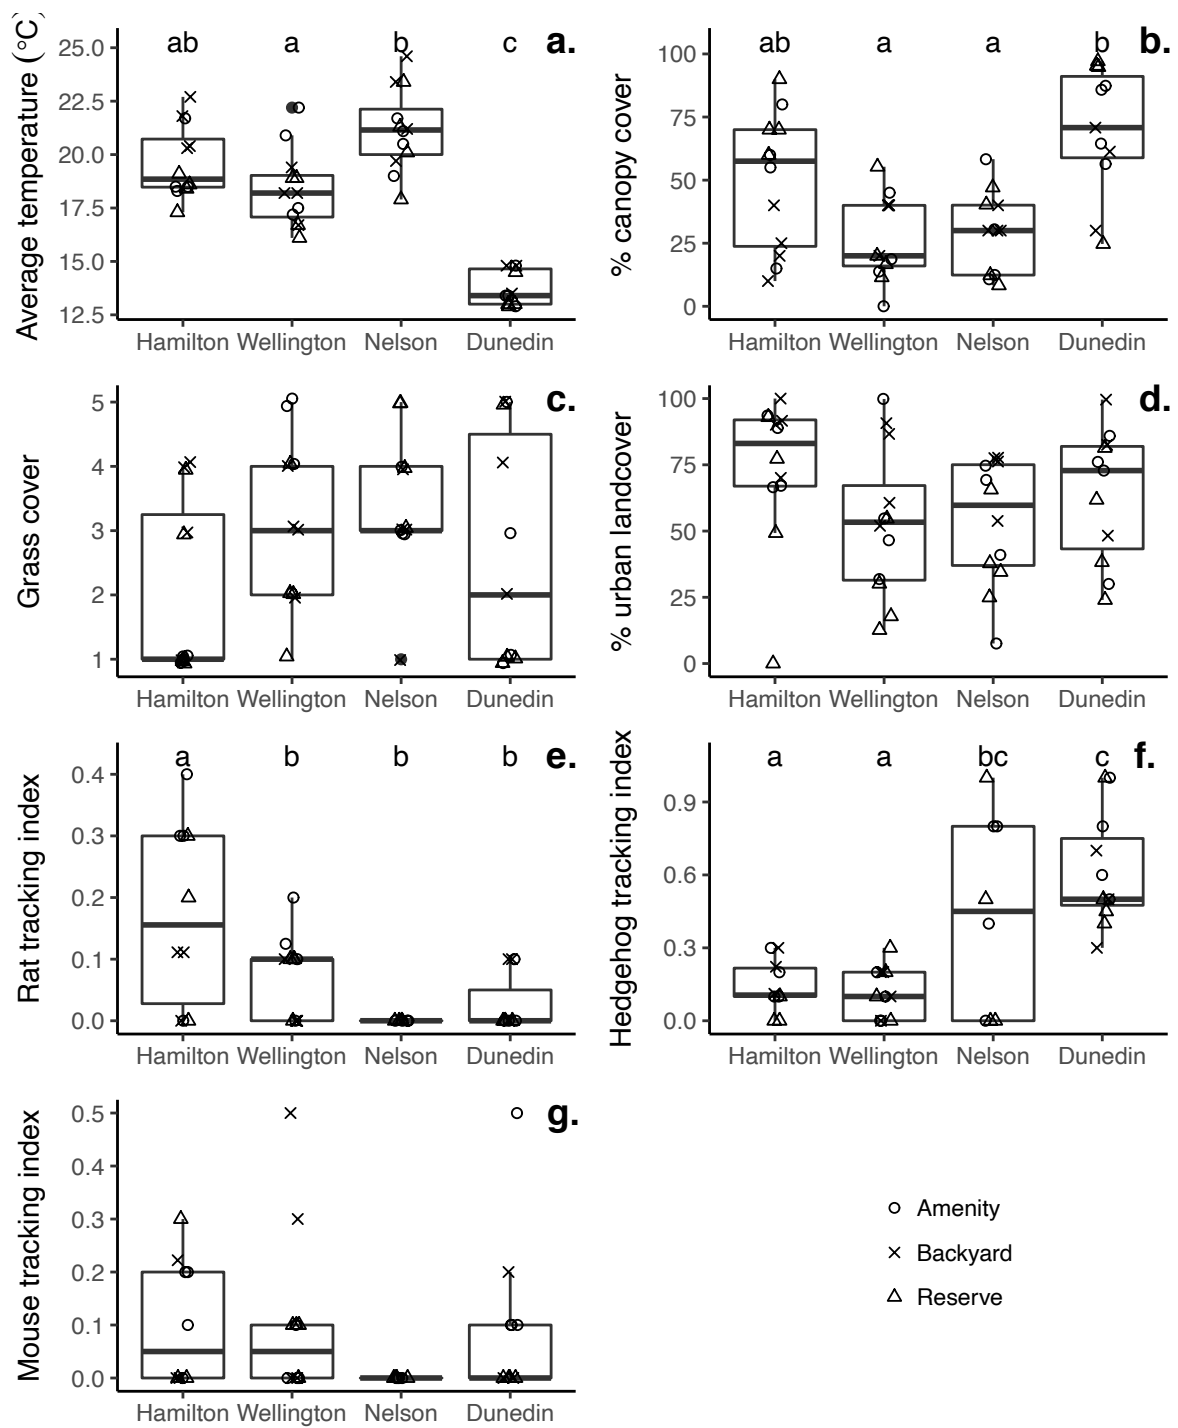 Average temperature (°C)
25.0
22.5
20.0
17.5
15.0
12.5
ab a b c a.
Hamilton Wellington Nelson Dunedin
% canopy cover
100
75
50
25
0
ab a a b b.
Hamilton Wellington Nelson Dunedin
Grass cover
5
4
3
2
1
c.
Hamilton Wellington Nelson Dunedin
% urban landcover
100
75
50
25
0
d.
Hamilton Wellington Nelson Dunedin
Rat tracking index
0.4
0.3
0.2
0.1
0.0
a b b b e.
Hamilton Wellington Nelson Dunedin
Hedgehog tracking index
0.9
0.6
0.3
0.0
a a bc c f.
Hamilton Wellington Nelson Dunedin
Mouse tracking index
0.5
0.4
0.3
0.2
0.1
0.0
g.
Hamilton Wellington Nelson Dunedin
Amenity
Backyard
Reserve